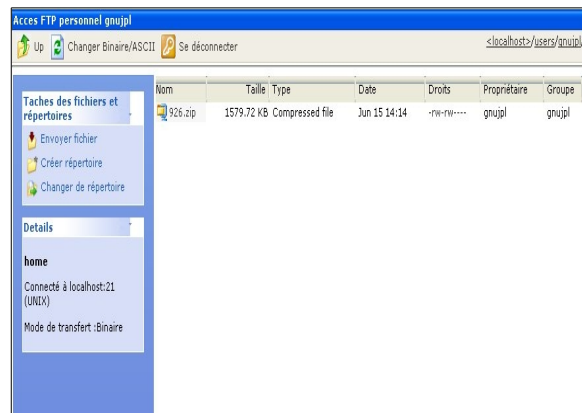 Acces FTP personnel gnujpl
Up Changer Binaire/ASCII Se déconnecter <localhost>/users/gnujpl
Taches des fichiers et
répertoires
Envoyer fichier
Créer répertoire
Changer de répertoire
Details
home
Connecté à localhost:21
(UNIX)
Mode de transfert :Binaire
Nom Taille Type Date Droits Propriétaire Groupe
926.zip 1579.72 KB Compressed file Jun 15 14:14 -rw-rw---- gnujpl gnujpl